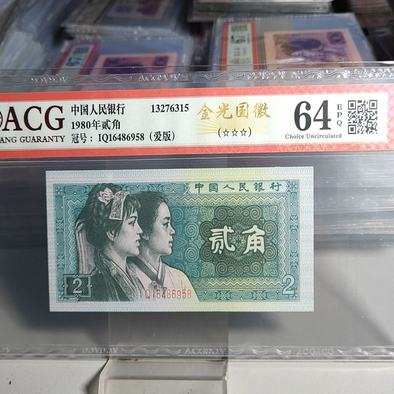 ACG
ANG GUARANTY
中国人民银行 13276315
1980年贰角
冠号：IQ16486958 (爱版)
金光国徽
(☆☆☆)
64 EPQ
Choice Uncirculated
中国人民银行
贰角
2
IQ16486958
2